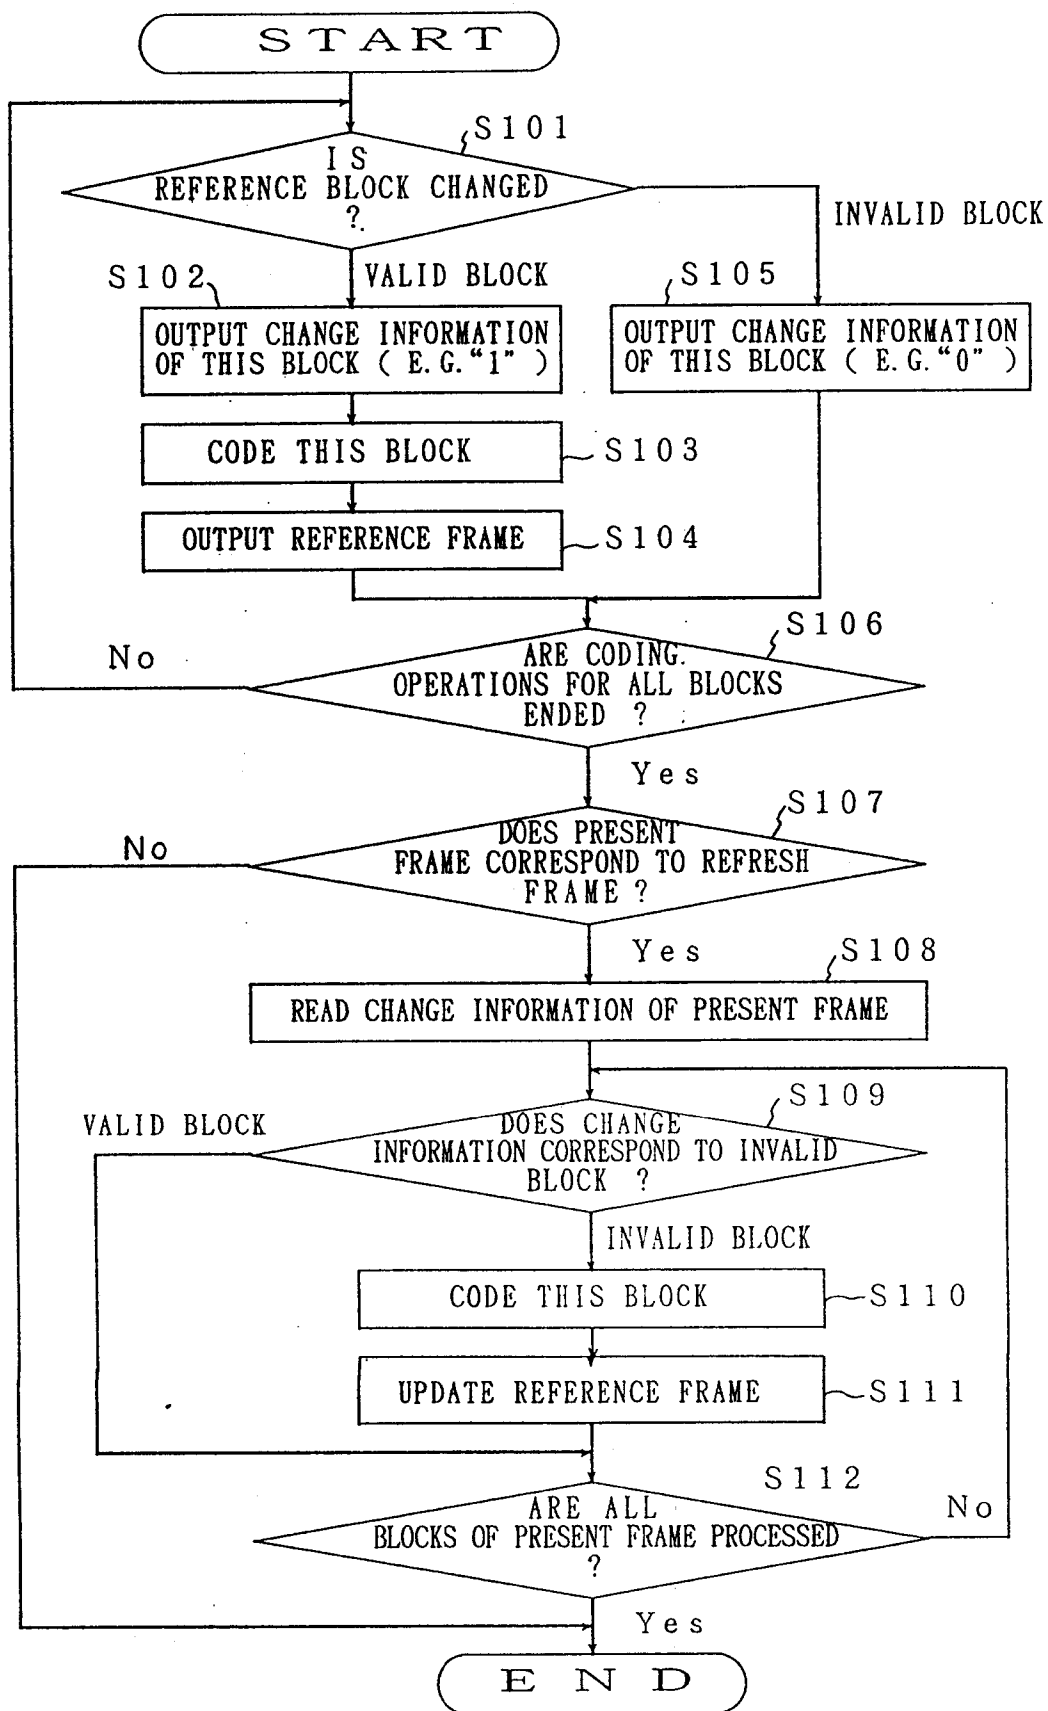 START
S101
IS
REFERENCE BLOCK CHANGED
?
INVALID BLOCK
VALID BLOCK
S102
S105
OUTPUT CHANGE INFORMATION
OF THIS BLOCK ( E.G. "1" )
OUTPUT CHANGE INFORMATION
OF THIS BLOCK ( E.G. "0" )
CODE THIS BLOCK
S103
OUTPUT REFERENCE FRAME
S104
S106
ARE CODING
OPERATIONS FOR ALL BLOCKS
ENDED ?
No
Yes
S107
DOES PRESENT
FRAME CORRESPOND TO REFRESH
FRAME ?
No
Yes
S108
READ CHANGE INFORMATION OF PRESENT FRAME
S109
DOES CHANGE
INFORMATION CORRESPOND TO INVALID
BLOCK ?
VALID BLOCK
INVALID BLOCK
CODE THIS BLOCK
S110
UPDATE REFERENCE FRAME
S111
S112
ARE ALL
BLOCKS OF PRESENT FRAME PROCESSED
?
No
Yes
END